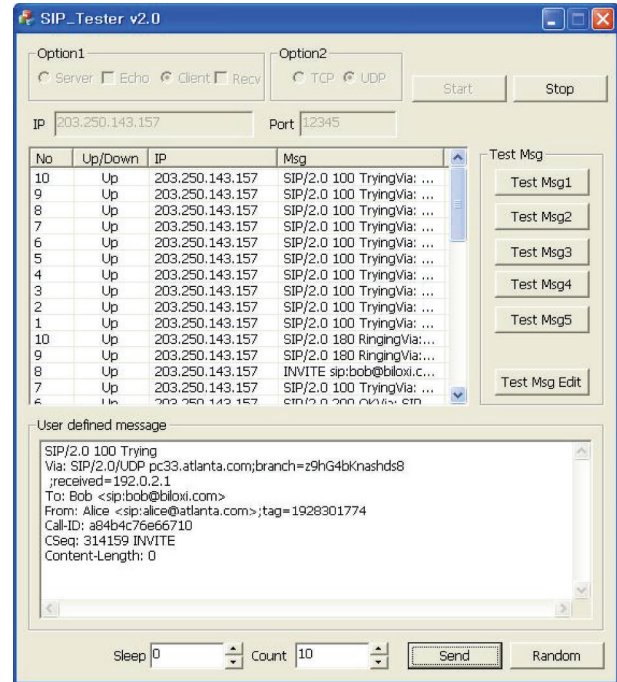 SIP_Tester v2.0
Option1
Server Echo Client Recv
Option2
TCP UDP
Start
Stop
IP 203.250.143.157
Port 12345
No Up/Down IP Msg
10 Up 203.250.143.157 SIP/2.0 100 TryingVia: ...
9 Up 203.250.143.157 SIP/2.0 100 TryingVia: ...
8 Up 203.250.143.157 SIP/2.0 100 TryingVia: ...
7 Up 203.250.143.157 SIP/2.0 100 TryingVia: ...
6 Up 203.250.143.157 SIP/2.0 100 TryingVia: ...
5 Up 203.250.143.157 SIP/2.0 100 TryingVia: ...
4 Up 203.250.143.157 SIP/2.0 100 TryingVia: ...
3 Up 203.250.143.157 SIP/2.0 100 TryingVia: ...
2 Up 203.250.143.157 SIP/2.0 100 TryingVia: ...
1 Up 203.250.143.157 SIP/2.0 100 TryingVia: ...
10 Up 203.250.143.157 SIP/2.0 180 RingingVia:...
9 Up 203.250.143.157 SIP/2.0 180 RingingVia:...
8 Up 203.250.143.157 INVITE sip:bob@biloxi.c...
7 Up 203.250.143.157 SIP/2.0 100 TryingVia: ...
6 Up 203.250.143.157 SIP/2.0 200 OKVia: SIP...
Test Msg
Test Msg1
Test Msg2
Test Msg3
Test Msg4
Test Msg5
Test Msg Edit
User defined message
SIP/2.0 100 Trying
Via: SIP/2.0/UDP pc33.atlanta.com;branch=z9hG4bKnashds8
;received=192.0.2.1
To: Bob <sip:bob@biloxi.com>
From: Alice <sip:alice@atlanta.com>;tag=1928301774
Call-ID: a84b4c76e66710
CSeq: 314159 INVITE
Content-Length: 0
Sleep 0 Count 10 Send Random